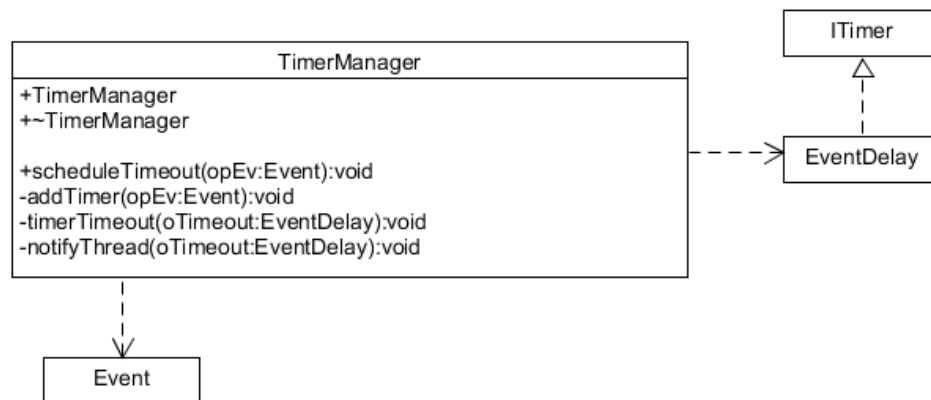 ITimer
TimerManager
+TimerManager
+~TimerManager
+scheduleTimeout(opEv:Event):void
-addTimer(opEv:Event):void
-timerTimeout(oTimeout:EventDelay):void
-notifyThread(oTimeout:EventDelay):void
EventDelay
Event